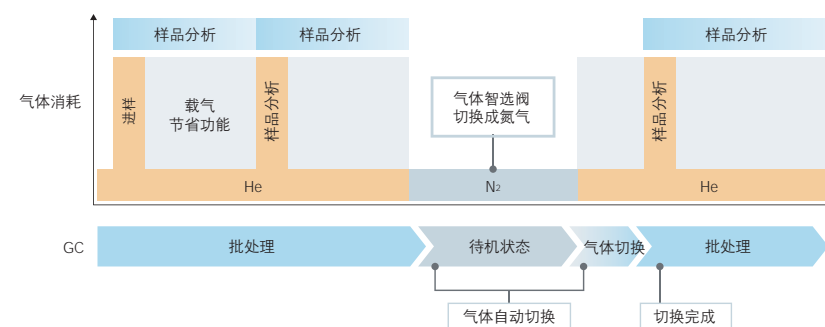 样品分析
样品分析
样品分析
气体消耗
进样
载气
节省功能
样品分析
气体智选阀
切换成氮气
样品分析
He
N2
He
GC
批处理
待机状态
气体切换
批处理
气体自动切换
切换完成